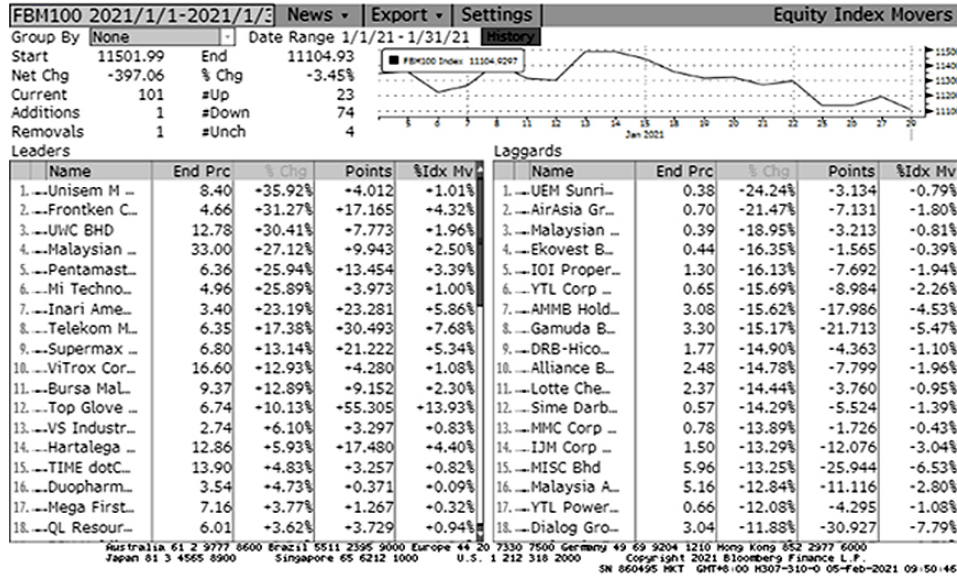 FBM100 2021/1/1-2021/1/3 News Export Settings Equity Index Movers
Group By None Date Range 1/1/21 - 1/31/21 History
Start 11501.99 End 11104.93
Net Chg -397.06 % Chg -3.45%
Current 101 #Up 23
Additions 1 #Down 74
Removals 1 #Unch 4
FBM100 Index 11104.9297
11500
11400
11300
11200
11100
5 6 7 8 11 12 13 14 15 18 19 20 21 22 25 26 27 29
Jan 2021
Leaders
Name End Prc % Chg Points %Idx Mv
1. Unisem M ... 8.40 +35.92% +4.012 +1.01%
2. Frontken C... 4.66 +31.27% +17.165 +4.32%
3. UWC BHD 12.78 +30.41% +7.773 +1.96%
4. Malaysian ... 33.00 +27.12% +9.943 +2.50%
5. Pentamast... 6.36 +25.94% +13.454 +3.39%
6. Mi Techno... 4.96 +25.89% +3.973 +1.00%
7. Inari Ame... 3.40 +23.19% +23.281 +5.86%
8. Telekom M... 6.35 +17.38% +30.493 +7.68%
9. Supermax ... 6.80 +13.14% +21.222 +5.34%
10. ViTrox Cor... 16.60 +12.93% +4.280 +1.08%
11. Bursa Mal... 9.37 +12.89% +9.152 +2.30%
12. Top Glove ... 6.74 +10.13% +55.305 +13.93%
13. VS Industr... 2.74 +6.10% +3.297 +0.83%
14. Hartalega ... 12.86 +5.93% +17.480 +4.40%
15. TIME dotC... 13.90 +4.83% +3.257 +0.82%
16. Duopharm... 3.54 +4.73% +0.371 +0.09%
17. Mega First... 7.16 +3.77% +1.267 +0.32%
18. QL Resour... 6.01 +3.62% +3.729 +0.94%
Laggards
Name End Prc % Chg Points %Idx Mv
1. UEM Sunri... 0.38 -24.24% -3.134 -0.79%
2. AirAsia Gr... 0.70 -21.47% -7.131 -1.80%
3. Malaysian ... 0.39 -18.95% -3.213 -0.81%
4. Ekovest B... 0.44 -16.35% -1.565 -0.39%
5. IOI Proper... 1.30 -16.13% -7.692 -1.94%
6. YTL Corp ... 0.65 -15.69% -8.984 -2.26%
7. AMMB Hold... 3.08 -15.62% -17.986 -4.53%
8. Gamuda B... 3.30 -15.17% -21.713 -5.47%
9. DRB-Hico... 1.77 -14.90% -4.363 -1.10%
10. Alliance B... 2.48 -14.78% -7.799 -1.96%
11. Lotte Che... 2.37 -14.44% -3.760 -0.95%
12. Sime Darb... 0.57 -14.29% -5.524 -1.39%
13. MMC Corp ... 0.78 -13.89% -1.726 -0.43%
14. IJM Corp ... 1.50 -13.29% -12.076 -3.04%
15. MISC Bhd 5.96 -13.25% -25.944 -6.53%
16. Malaysia A... 5.16 -12.84% -11.116 -2.80%
17. YTL Power... 0.66 -12.08% -4.295 -1.08%
18. Dialog Gro... 3.04 -11.88% -30.927 -7.79%
Australia 61 2 9777 8600 Brazil 5511 2395 9000 Europe 44 20 7330 7500 Germany 49 69 9204 1210 Hong Kong 852 2977 6000
Japan 81 3 4565 8900 Singapore 65 6212 1000 U.S. 1 212 318 2000 Copyright 2021 Bloomberg Finance L.P.
SN 860495 MKT GMT+8:00 H307-310-0 05-Feb-2021 09:50:46